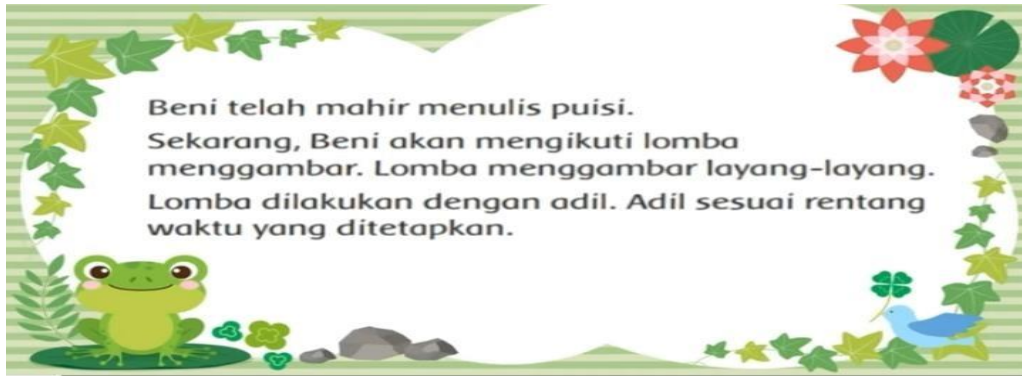 Beni telah mahir menulis puisi.
Sekarang, Beni akan mengikuti lomba
menggambar. Lomba menggambar layang-layang.
Lomba dilakukan dengan adil. Adil sesuai rentang
waktu yang ditetapkan.